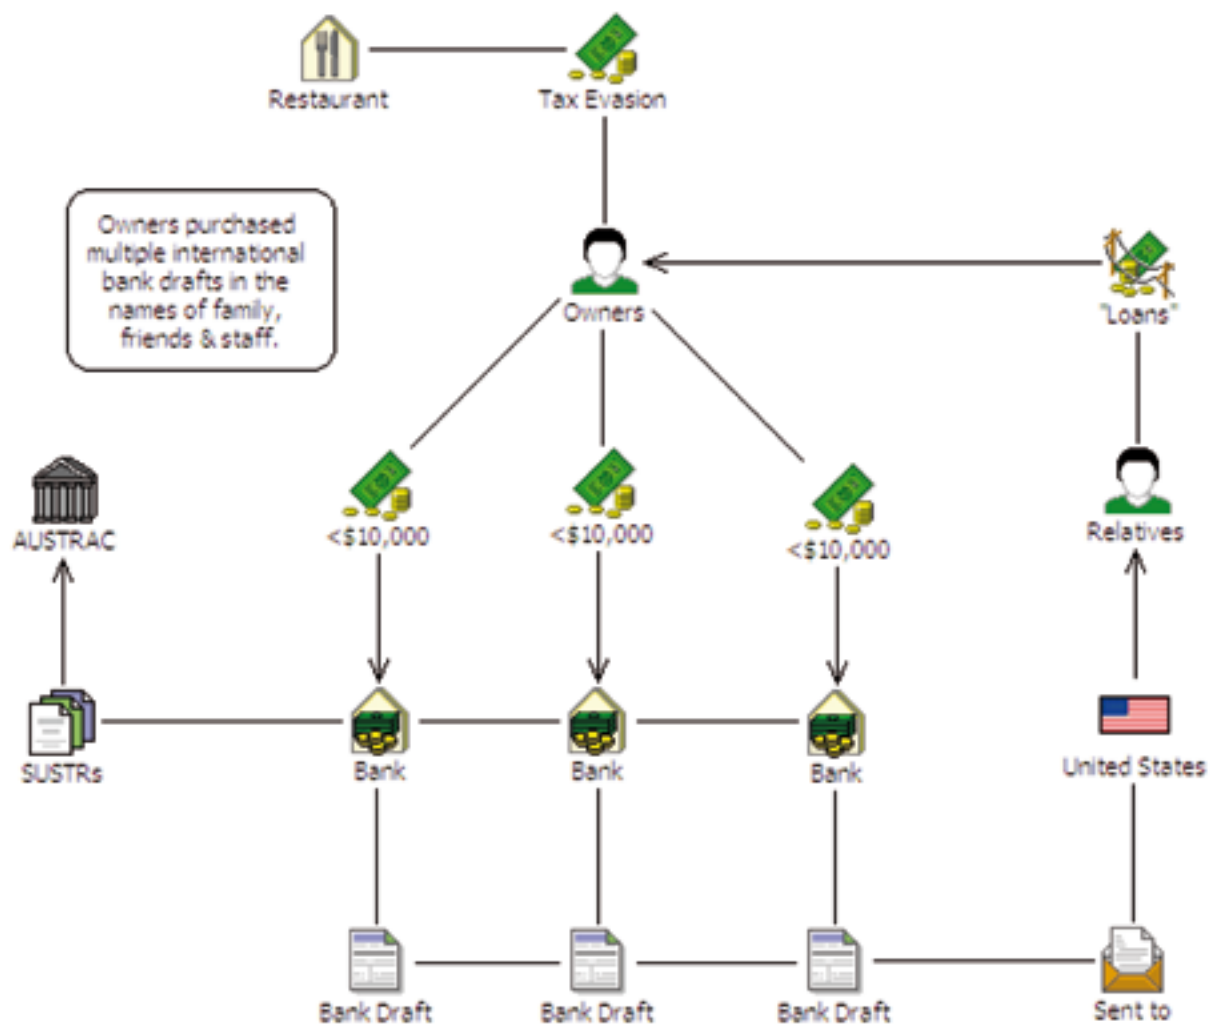 Restaurant
Tax Evasion
Owners purchased
multiple international
bank drafts in the
names of family,
friends & staff.
Owners
"Loans"
AUSTRAC
<$10,000
<$10,000
<$10,000
Relatives
SUSTRs
Bank
Bank
Bank
United States
Bank Draft
Bank Draft
Bank Draft
Sent to